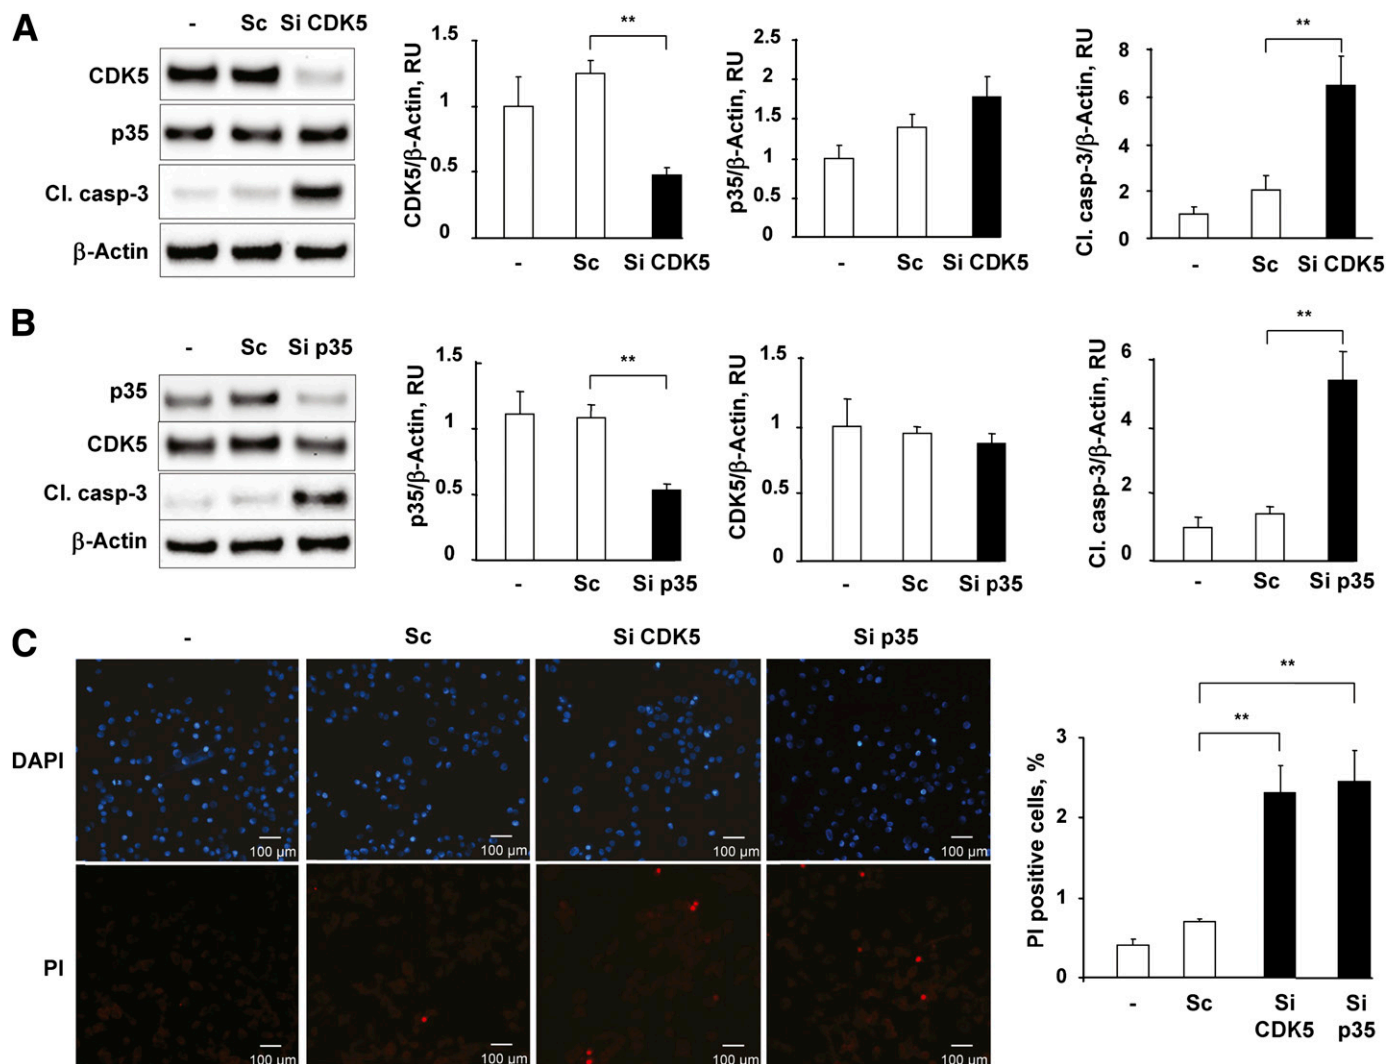 A
- Sc Si CDK5
CDK5
p35
Cl. casp-3
β-Actin
CDK5/β-Actin, RU
1.5
1
0.5
0
- Sc Si CDK5
**
p35/β-Actin, RU
2.5
2
1.5
1
0.5
0
- Sc Si CDK5
Cl. casp-3/β-Actin, RU
8
6
4
2
0
- Sc Si CDK5
**
B
- Sc Si p35
p35
CDK5
Cl. casp-3
β-Actin
p35/β-Actin, RU
1.5
1
0.5
0
- Sc Si p35
**
CDK5/β-Actin, RU
1.5
1
0.5
0
- Sc Si p35
Cl. casp-3/β-Actin, RU
6
4
2
0
- Sc Si p35
**
C
- Sc Si CDK5 Si p35
DAPI
100 µm 100 µm 100 µm 100 µm
PI
100 µm 100 µm 100 µm 100 µm
PI positive cells, %
3
2
1
0
**
**
- Sc Si Si
CDK5 p35